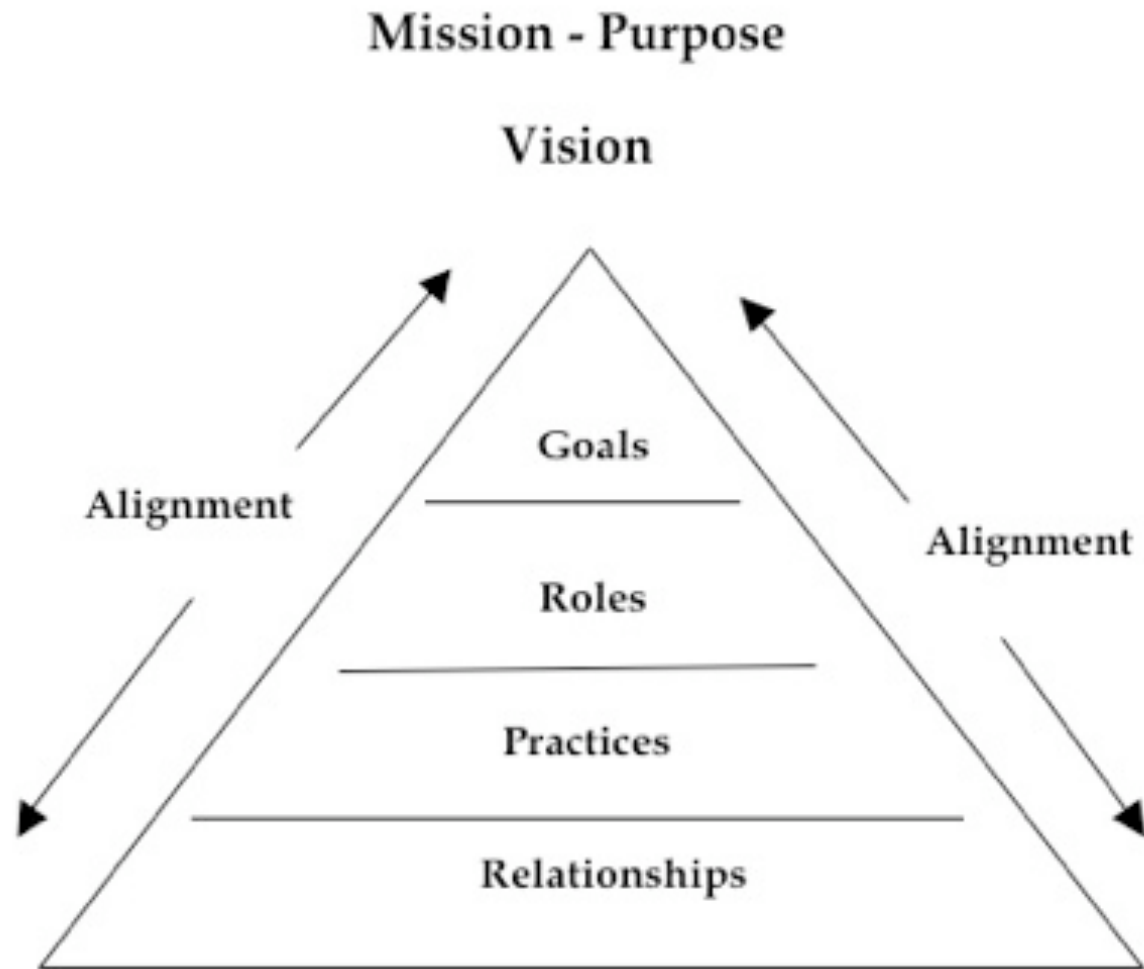 Mission - Purpose
Vision
Goals
Alignment
Alignment
Roles
Practices
Relationships